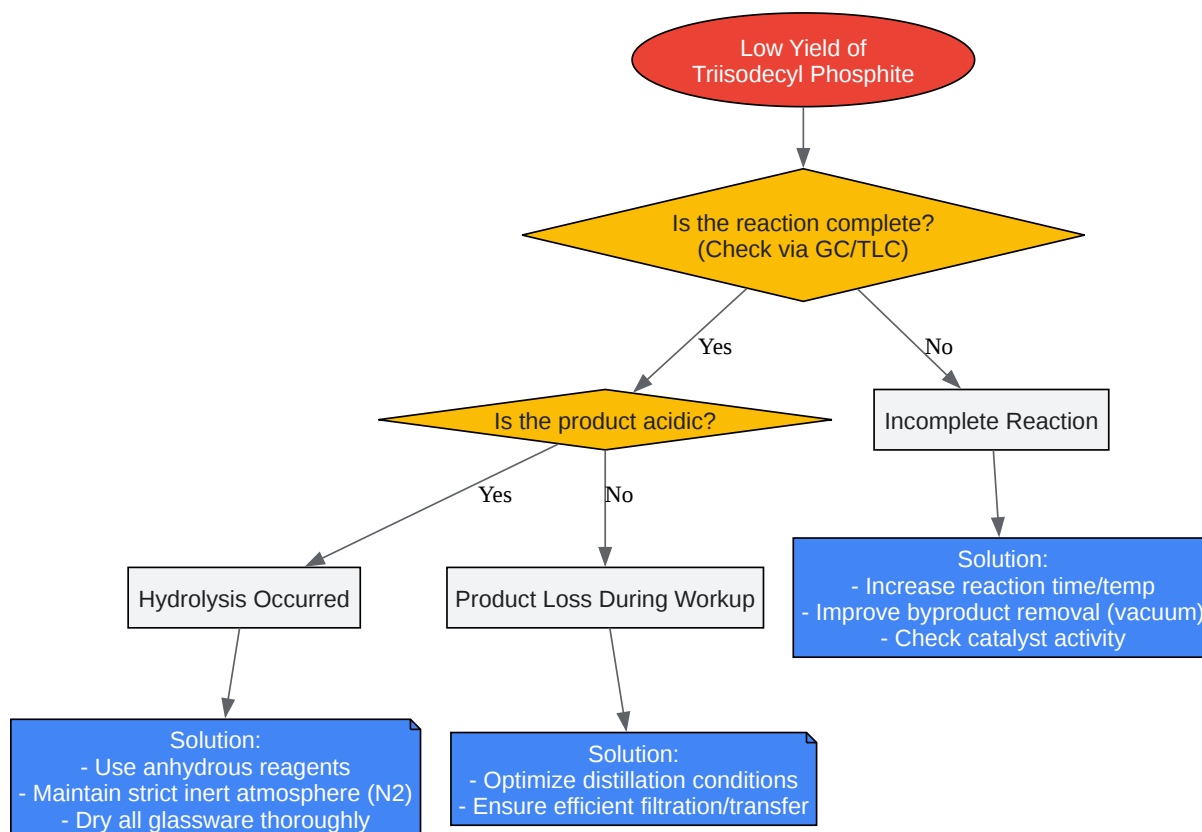 Low Yield of
Triisodecyl Phosphite
Is the reaction complete?
(Check via GC/TLC)
Yes
No
Is the product acidic?
Incomplete Reaction
Yes
No
Solution:
- Increase reaction time/temp
- Improve byproduct removal (vacuum)
- Check catalyst activity
Hydrolysis Occurred
Product Loss During Workup
Solution:
- Use anhydrous reagents
- Maintain strict inert atmosphere (N2)
- Dry all glassware thoroughly
Solution:
- Optimize distillation conditions
- Ensure efficient filtration/transfer